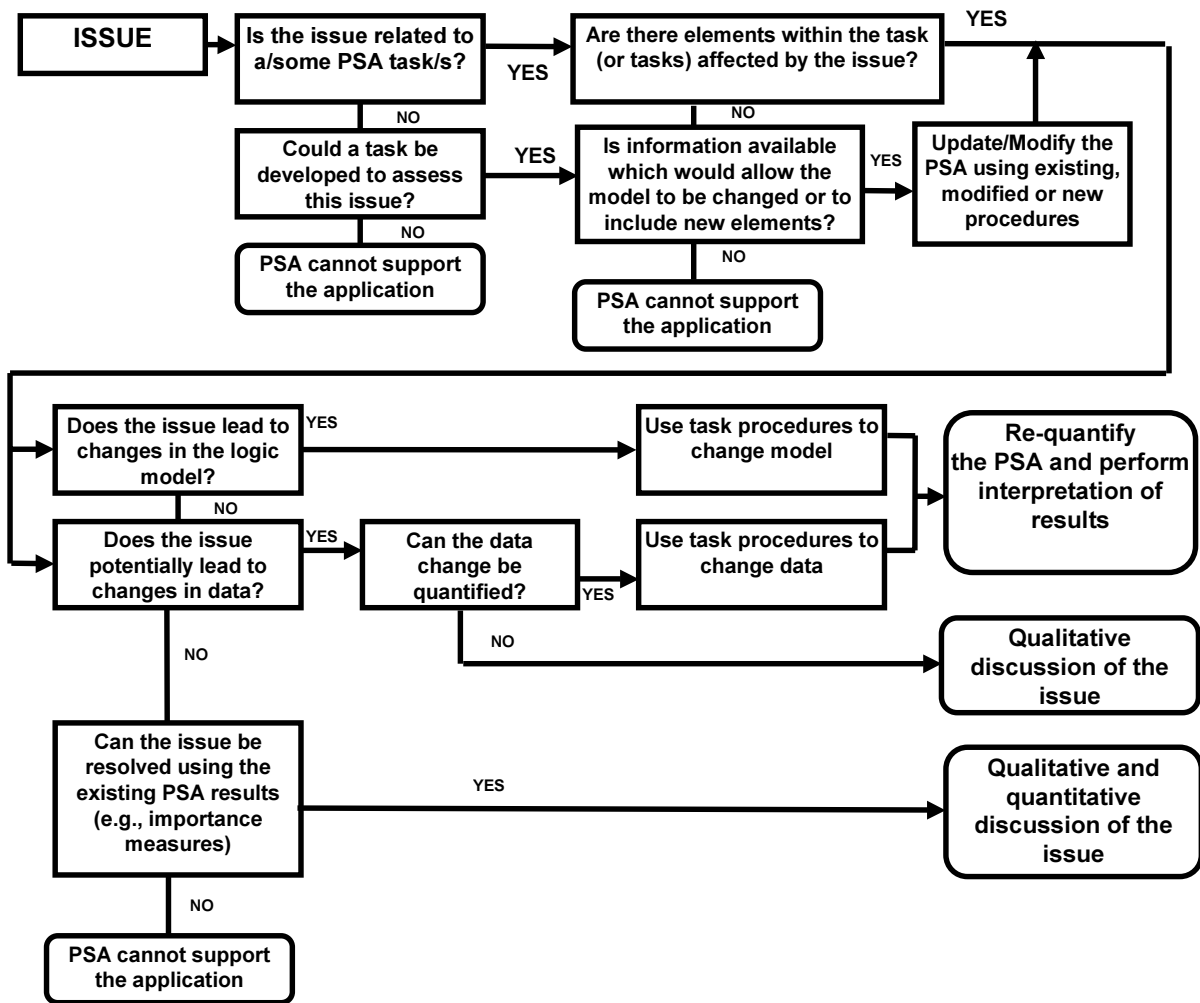 ISSUE
Is the issue related to
a/some PSA task/s?
YES
Are there elements within the task
(or tasks) affected by the issue?
YES
NO
NO
Could a task be
developed to assess
this issue?
YES
Is information available
which would allow the
model to be changed or to
include new elements?
YES
Update/Modify the
PSA using existing,
modified or new
procedures
NO
PSA cannot support
the application
NO
PSA cannot support
the application
Does the issue lead to
changes in the logic
model?
YES
Use task procedures to
change model
Re-quantify
the PSA and perform
interpretation of
results
NO
Does the issue
potentially lead to
changes in data?
YES
Can the data
change be
quantified?
YES
Use task procedures to
change data
NO
Qualitative
discussion of the
issue
NO
Can the issue be
resolved using the
existing PSA results
(e.g., importance
measures)
YES
Qualitative and
quantitative
discussion of the
issue
NO
PSA cannot support
the application